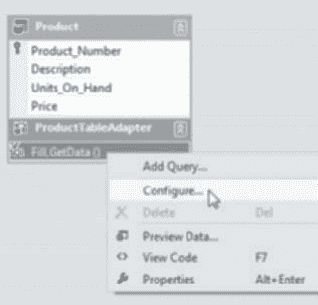 Product
Product_Number
Description
Units_On_Hand
Price
ProductTableAdapter
Fill,GetData ()
Add Query...
Configure...
Delete Del
Preview Data...
View Code F7
Properties Alt+Enter